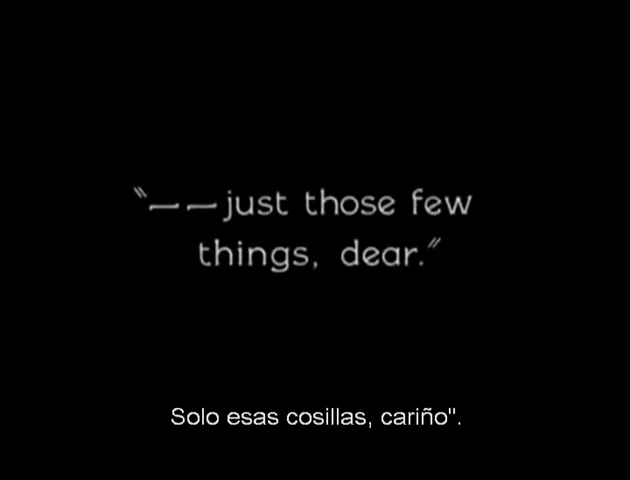 "— —just those few
things, dear."
Solo esas cosillas, cariño".